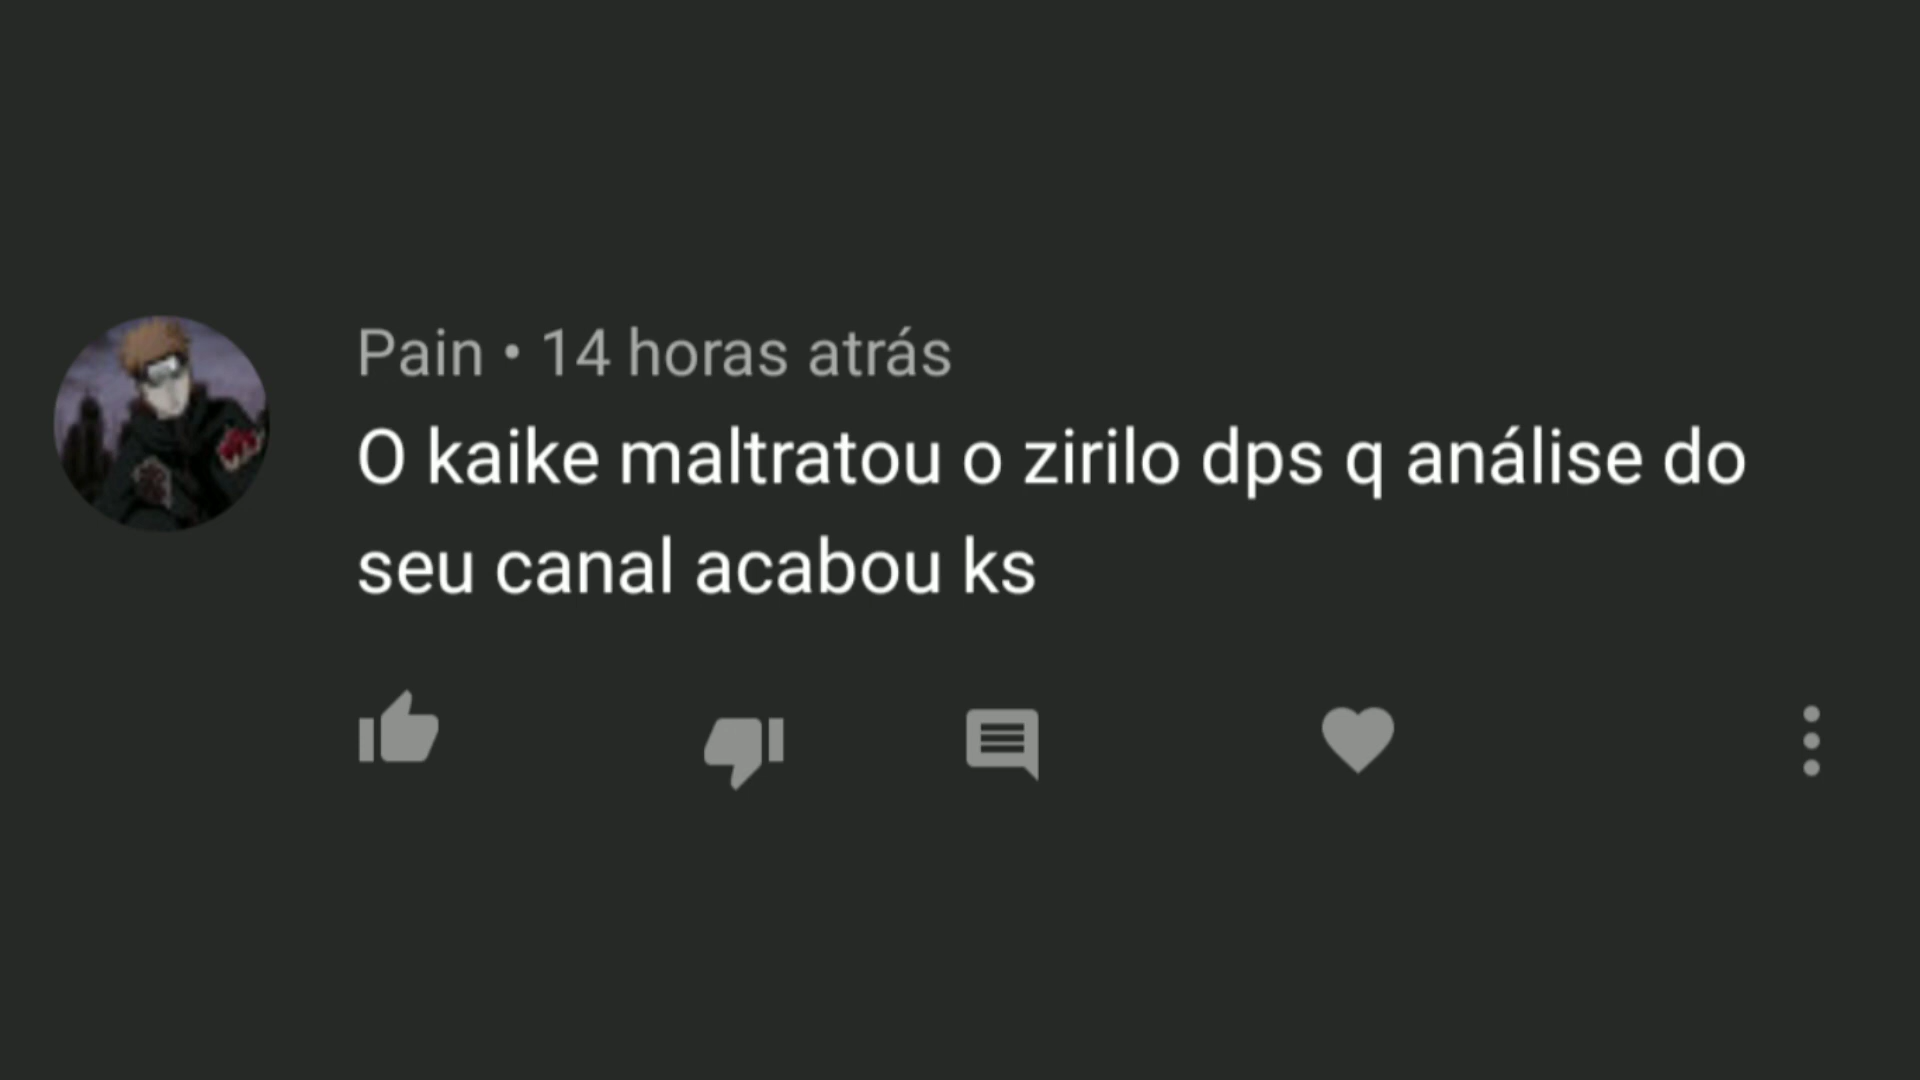 Pain • 14 horas atrás
O kaike maltratou o zirilo dps q análise do
seu canal acabou ks